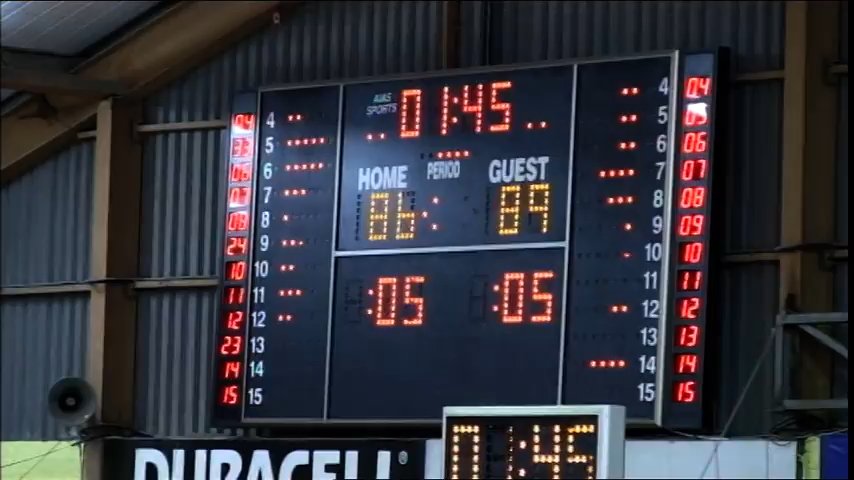 AJAS
SPORTS
01:45
HOME PERIOD GUEST
86 89
:05 :05
04 4 4 04
33 5 5 05
06 6 6 06
07 7 7 07
08 8 8 08
24 9 9 09
10 10 10 10
11 11 11 11
12 12 12 12
23 13 13 13
14 14 14 14
15 15 15 15
01:45
DURACELL